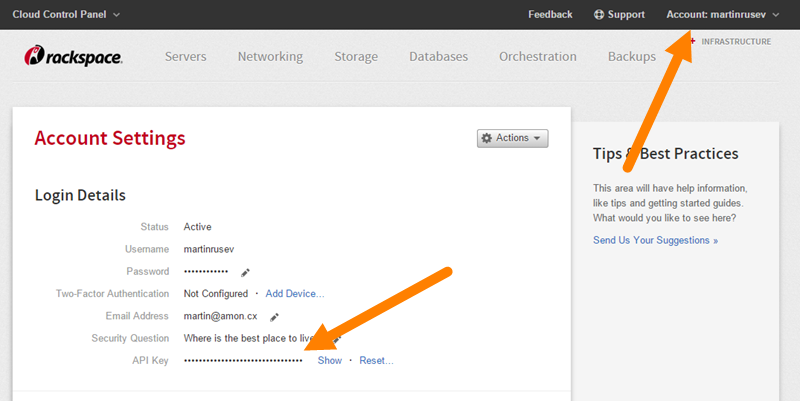 Cloud Control Panel Feedback Support Account: martinrusev
rackspace. Servers Networking Storage Databases Orchestration Backups + INFRASTRUCTURE
Account Settings
Actions
Login Details
Status Active
Username martinrusev
Password ••••••••••••
Two-Factor Authentication Not Configured · Add Device...
Email Address martin@amon.cx
Security Question Where is the best place to live
API Key •••••••••••••••••••••••••••••••• Show · Reset...
Tips & Best Practices
This area will have help information,
like tips and getting started guides.
What would you like to see here?
Send Us Your Suggestions »